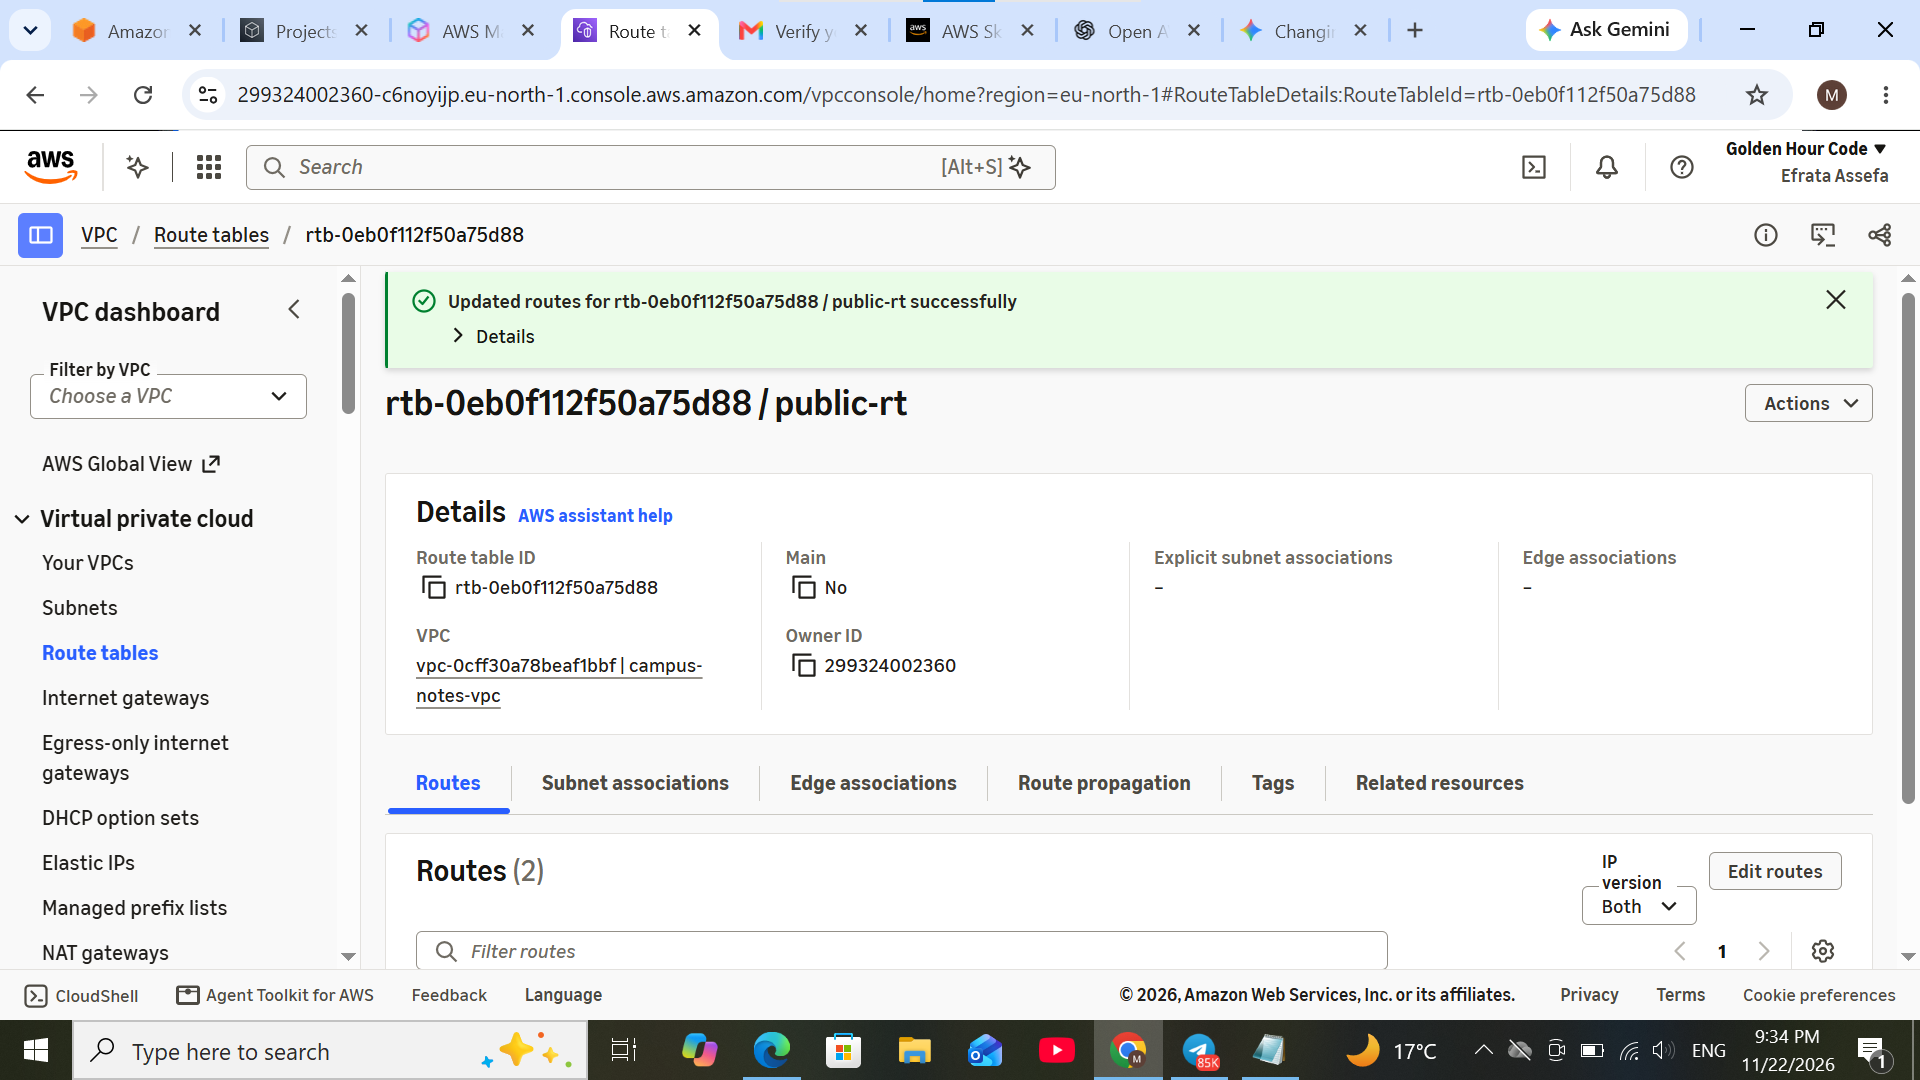 Amazon
Projects
AWS M
Route t
Verify y
AWS Sk
Open A
Changin
Ask Gemini
299324002360-c6noyijp.eu-north-1.console.aws.amazon.com/vpcconsole/home?region=eu-north-1#RouteTableDetails:RouteTableId=rtb-0eb0f112f50a75d88
M
aws
Search
[Alt+S]
Golden Hour Code
Efrata Assefa
VPC / Route tables / rtb-0eb0f112f50a75d88
VPC dashboard
Filter by VPC
Choose a VPC
AWS Global View
Virtual private cloud
Your VPCs
Subnets
Route tables
Internet gateways
Egress-only internet
gateways
DHCP option sets
Elastic IPs
Managed prefix lists
NAT gateways
Updated routes for rtb-0eb0f112f50a75d88 / public-rt successfully
Details
rtb-0eb0f112f50a75d88 / public-rt
Actions
Details AWS assistant help
Route table ID
rtb-0eb0f112f50a75d88
VPC
vpc-0cff30a78beaf1bbf | campus-
notes-vpc
Main
No
Owner ID
299324002360
Explicit subnet associations
–
Edge associations
–
Routes
Subnet associations
Edge associations
Route propagation
Tags
Related resources
Routes (2)
IP
version
Both
Edit routes
Filter routes
1
CloudShell
Agent Toolkit for AWS
Feedback
Language
© 2026, Amazon Web Services, Inc. or its affiliates.
Privacy
Terms
Cookie preferences
Type here to search
M
85K
17°C
ENG
9:34 PM
11/22/2026
1